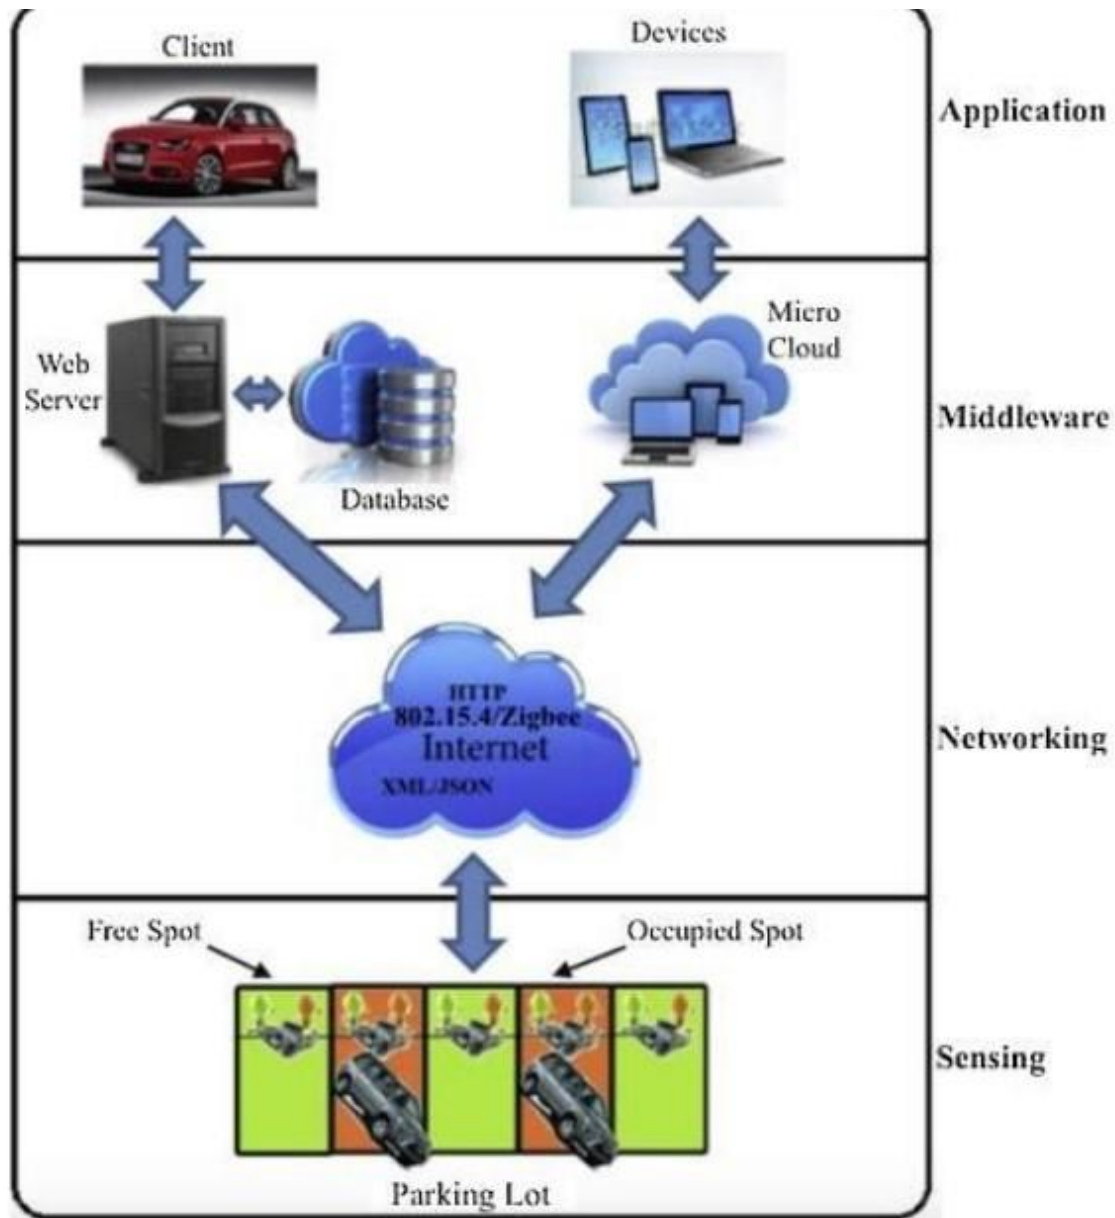 Client
Devices
Application
Web
Server
Database
Micro
Cloud
Middleware
HTTP
802.15.4/Zigbee
Internet
XML/JSON
Networking
Free Spot
Occupied Spot
Sensing
Parking Lot